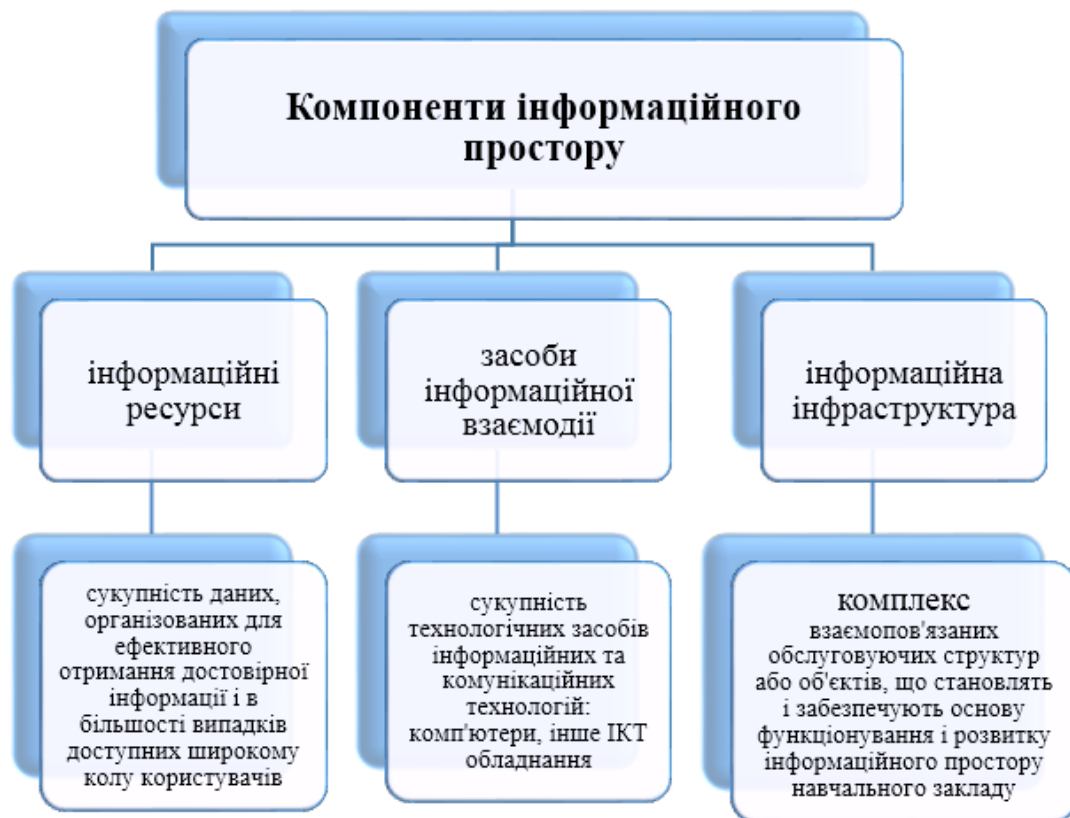 Компоненти інформаційного
простору
інформаційні
ресурси
засоби
інформаційної
взаємодії
інформаційна
інфраструктура
сукупність даних,
організованих для
ефективного
отримання достовірної
інформації і в
більшості випадків
доступних широкому
колу користувачів
сукупність
технологічних засобів
інформаційних та
комунікаційних
технологій:
комп'ютери, інше ІКТ
обладнання
комплекс
взаємопов'язаних
обслуговуючих структур
або об'єктів, що становлять
і забезпечують основу
функціонування і розвитку
інформаційного простору
навчального закладу